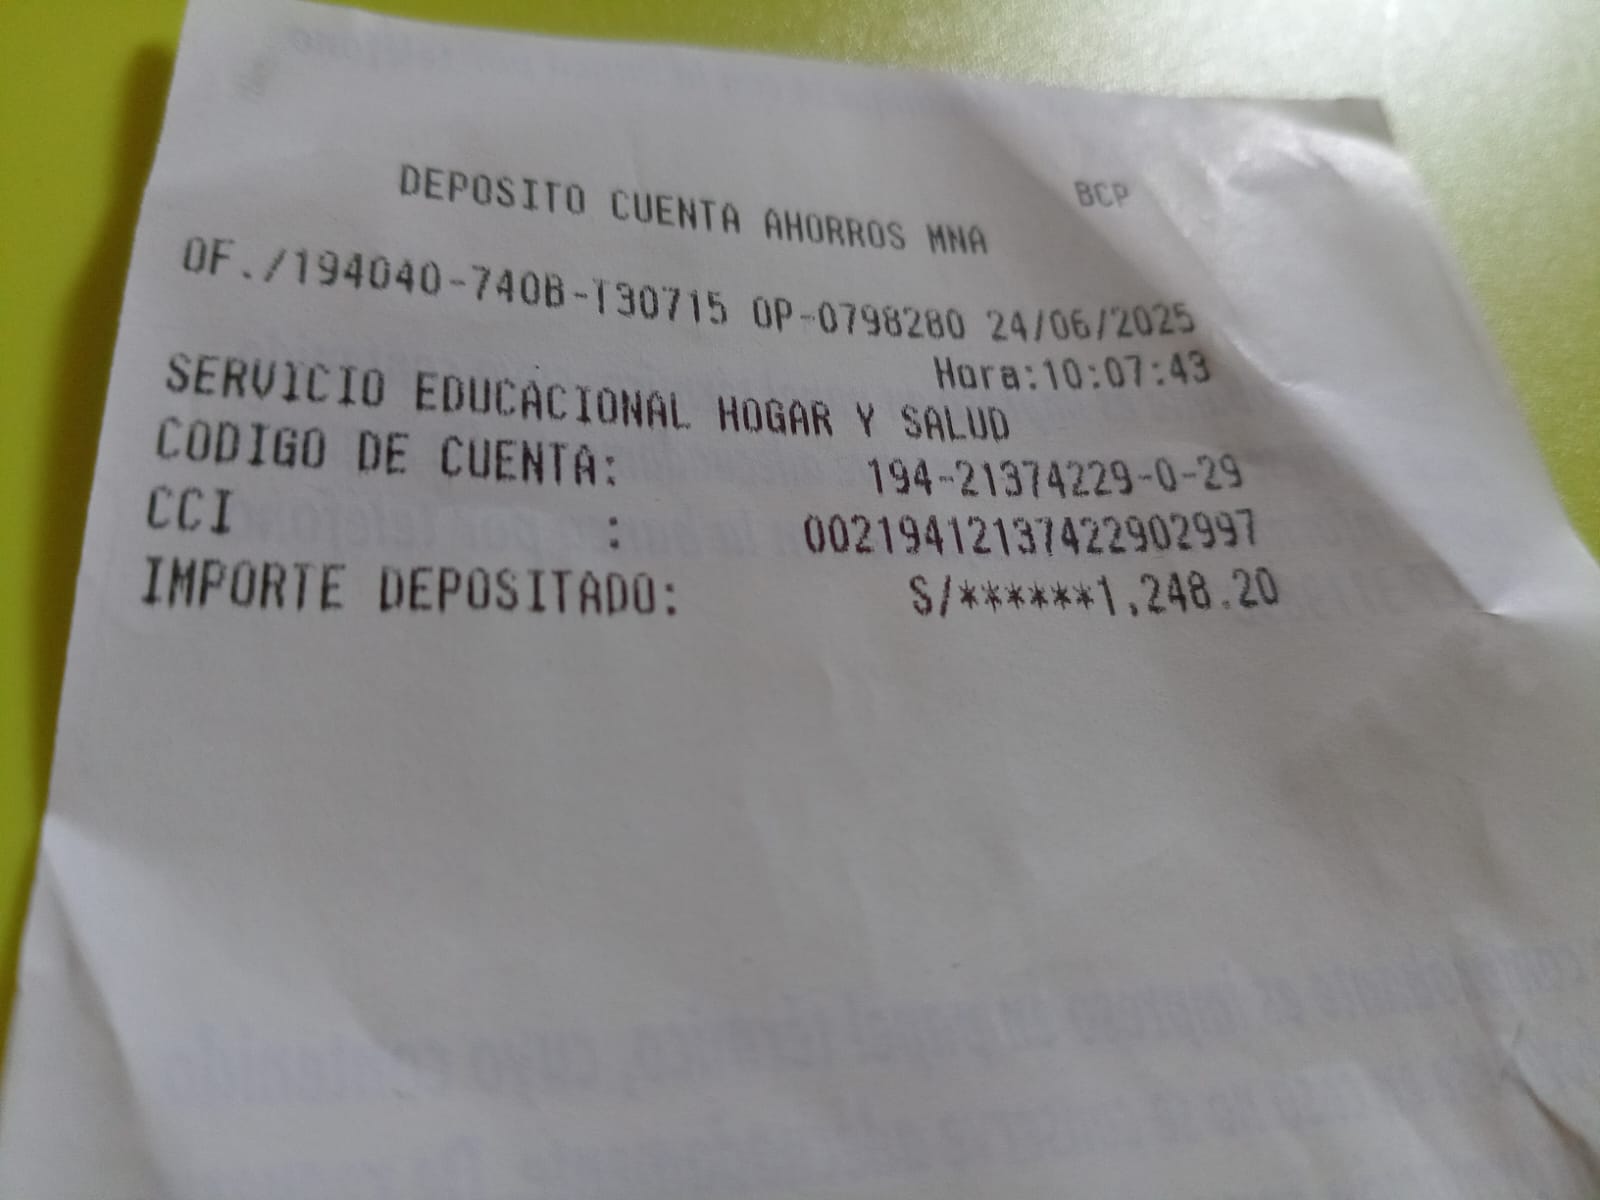 BCP
DEPOSITO CUENTA AHORROS MNA
OF./194040-740B-T30715 OP-0798280 24/06/2025
Hora:10:07:43
SERVICIO EDUCACIONAL HOGAR Y SALUD
CODIGO DE CUENTA: 194-21374229-0-29
CCI : 00219412137422902997
IMPORTE DEPOSITADO: S/******1,248.20